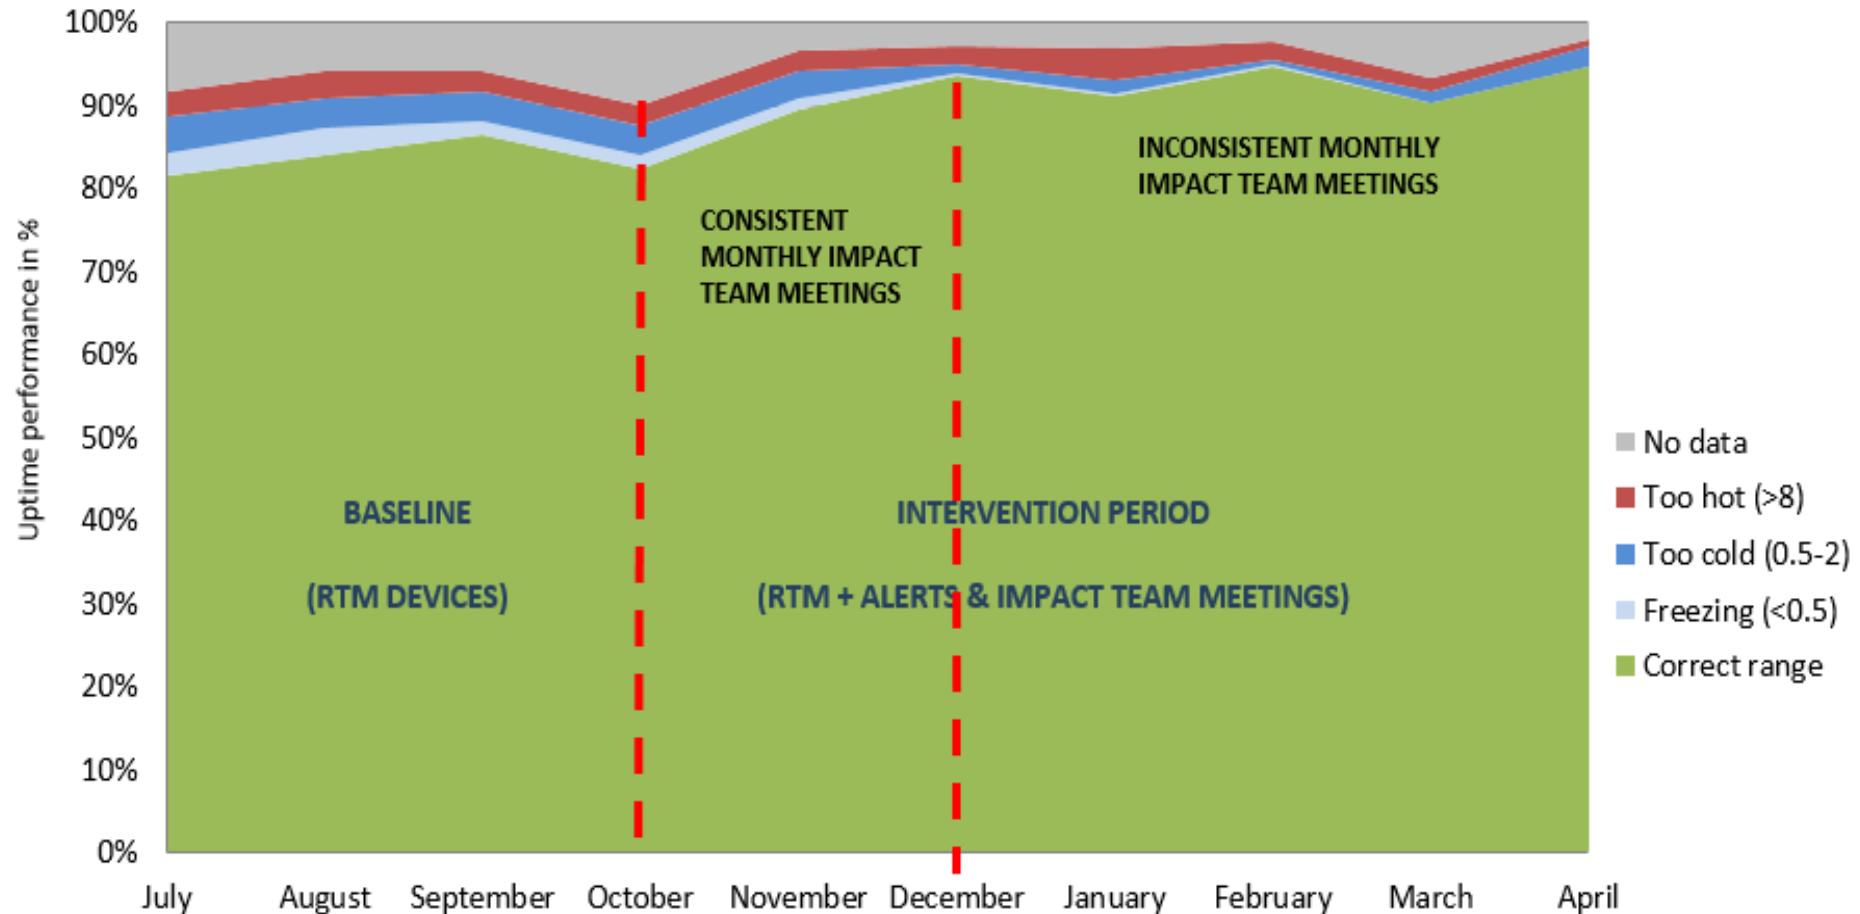 100%
90%
80%
70%
60%
50%
40%
30%
20%
10%
0%
Uptime performance in %
CONSISTENT
MONTHLY IMPACT
TEAM MEETINGS
INCONSISTENT MONTHLY
IMPACT TEAM MEETINGS
BASELINE
(RTM DEVICES)
INTERVENTION PERIOD
(RTM + ALERTS & IMPACT TEAM MEETINGS)
No data
Too hot (>8)
Too cold (0.5-2)
Freezing (<0.5)
Correct range
July August September October November December January February March April